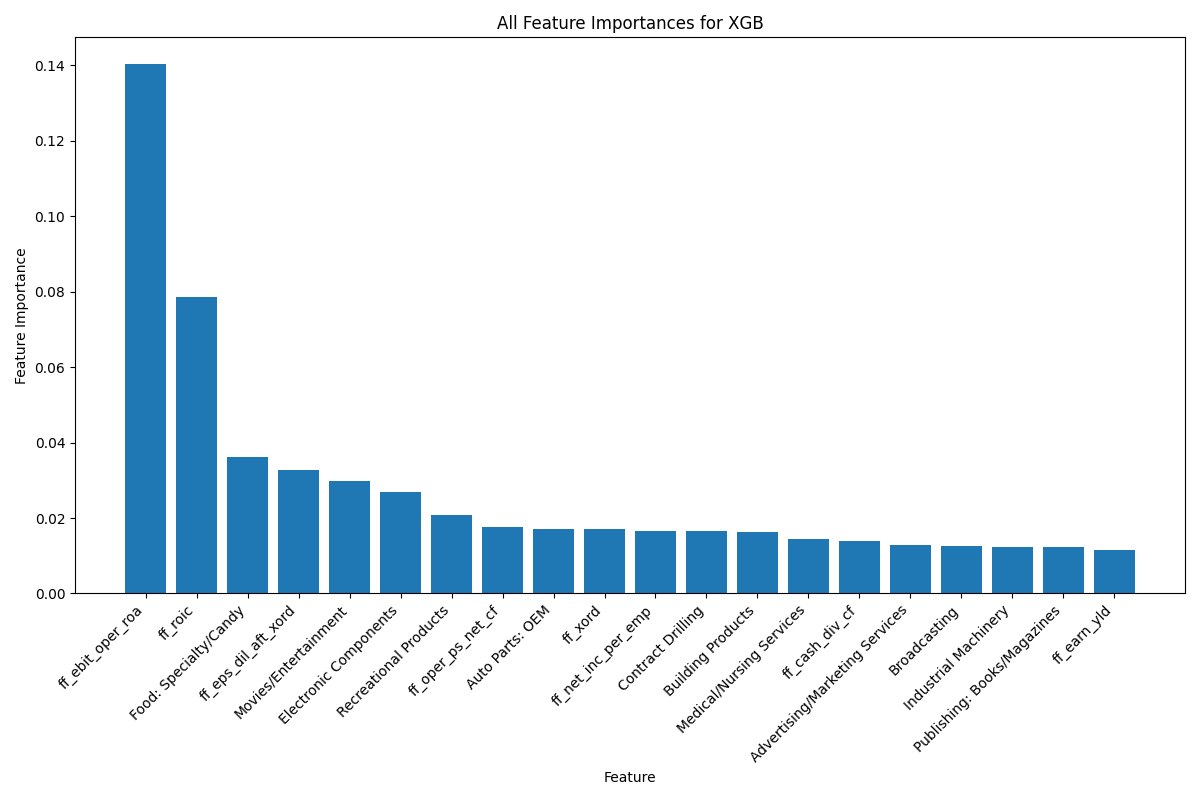 All Feature Importances for XGB
Feature Importance
0.14
0.12
0.10
0.08
0.06
0.04
0.02
0.00
ff_ebit_oper_roa
ff_roic
Food: Specialty/Candy
ff_eps_dil_aft_xord
Movies/Entertainment
Electronic Components
Recreational Products
ff_oper_ps_net_cf
Auto Parts: OEM
ff_xord
ff_net_inc_per_emp
Contract Drilling
Building Products
Medical/Nursing Services
ff_cash_div_cf
Advertising/Marketing Services
Broadcasting
Industrial Machinery
Publishing: Books/Magazines
ff_earn_yld
Feature